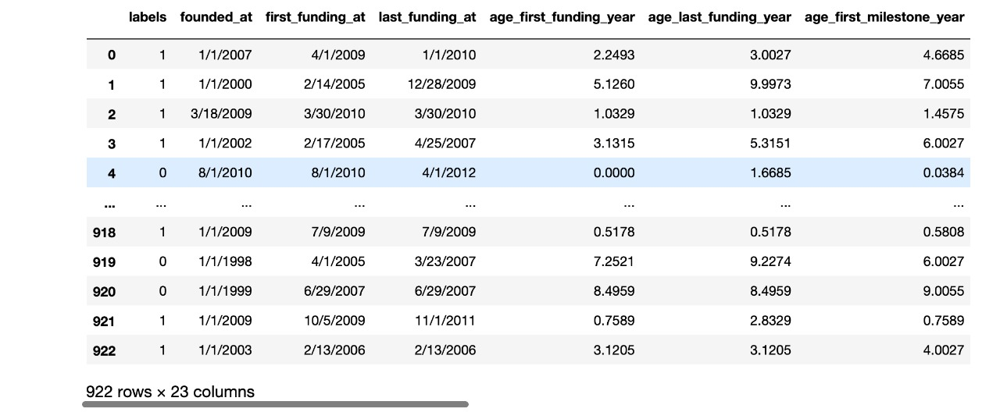 labels founded_at first_funding_at last_funding_at age_first_funding_year age_last_funding_year age_first_milestone_year
0 1 1/1/2007 4/1/2009 1/1/2010 2.2493 3.0027 4.6685
1 1 1/1/2000 2/14/2005 12/28/2009 5.1260 9.9973 7.0055
2 1 3/18/2009 3/30/2010 3/30/2010 1.0329 1.0329 1.4575
3 1 1/1/2002 2/17/2005 4/25/2007 3.1315 5.3151 6.0027
4 0 8/1/2010 8/1/2010 4/1/2012 0.0000 1.6685 0.0384
... ... ... ... ... ... ... ...
918 1 1/1/2009 7/9/2009 7/9/2009 0.5178 0.5178 0.5808
919 0 1/1/1998 4/1/2005 3/23/2007 7.2521 9.2274 6.0027
920 0 1/1/1999 6/29/2007 6/29/2007 8.4959 8.4959 9.0055
921 1 1/1/2009 10/5/2009 11/1/2011 0.7589 2.8329 0.7589
922 1 1/1/2003 2/13/2006 2/13/2006 3.1205 3.1205 4.0027
922 rows × 23 columns